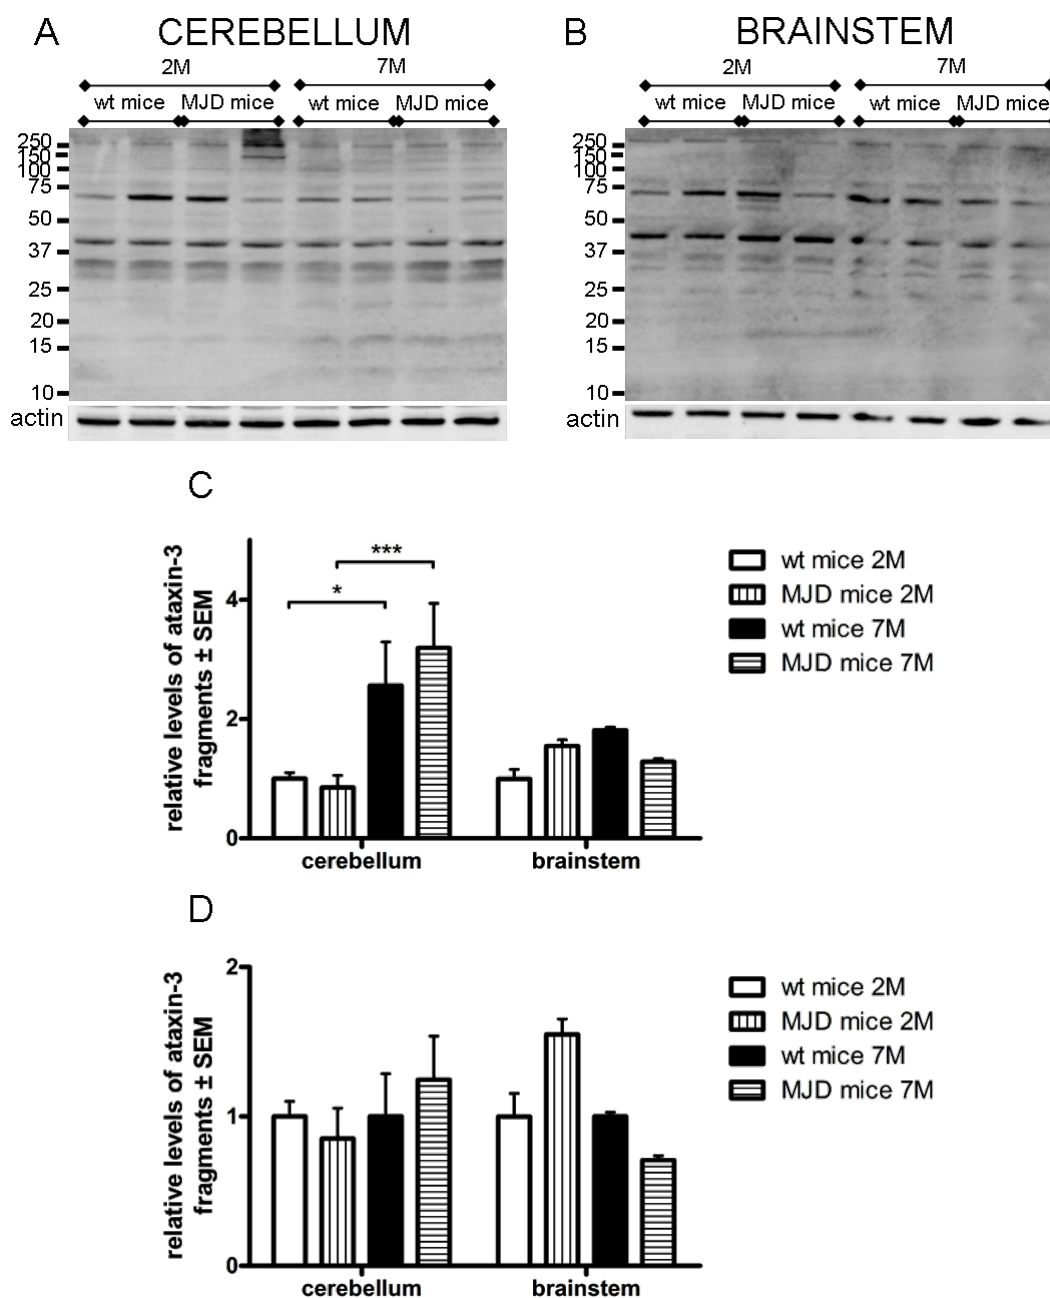 A CEREBELLUM
2M 7M
wt mice MJD mice wt mice MJD mice
250
150
100
75
50
37
25
20
15
10
actin
B BRAINSTEM
2M 7M
wt mice MJD mice wt mice MJD mice
250
150
100
75
50
37
25
20
15
10
actin
C
relative levels of ataxin-3
fragments ± SEM
4
2
0
***
*
cerebellum brainstem
wt mice 2M
MJD mice 2M
wt mice 7M
MJD mice 7M
D
relative levels of ataxin-3
fragments ± SEM
2
1
0
cerebellum brainstem
wt mice 2M
MJD mice 2M
wt mice 7M
MJD mice 7M